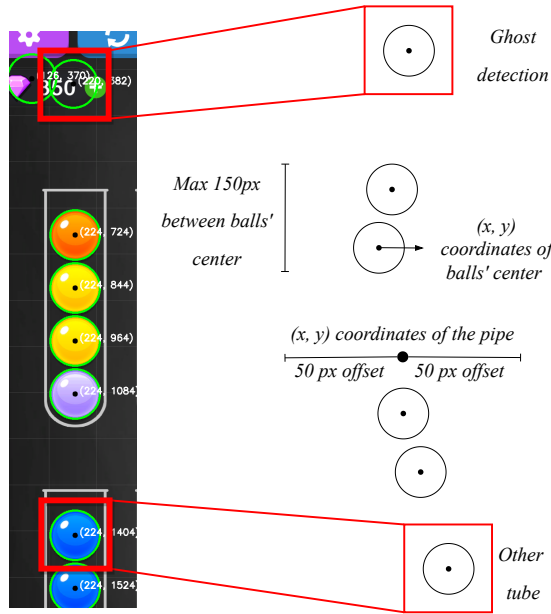 Ghost
detection
(126, 370)
350
(220, 382)
Max 150px
between balls'
center
(x, y)
coordinates of
balls' center
(224, 724)
(224, 844)
(224, 964)
(224, 1084)
(x, y) coordinates of the pipe
50 px offset
50 px offset
(224, 1404)
(224, 1524)
Other
tube